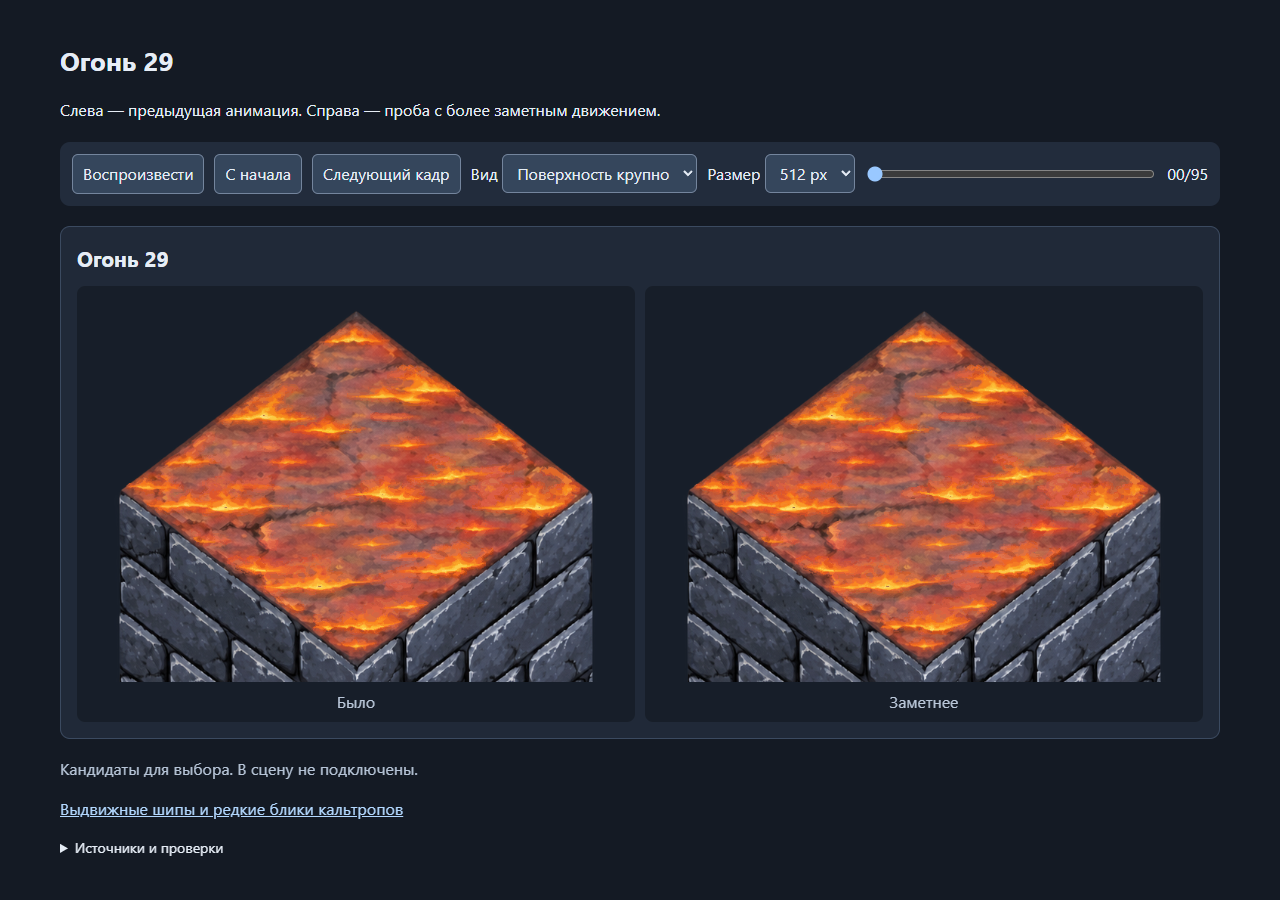 Огонь 29
Слева — предыдущая анимация. Справа — проба с более заметным движением.
Воспроизвести С начала Следующий кадр Вид Поверхность крупно Размер 512 px 00/95
Огонь 29
Было Заметнее
Кандидаты для выбора. В сцену не подключены.
Выдвижные шипы и редкие блики кальтропов
Источники и проверки